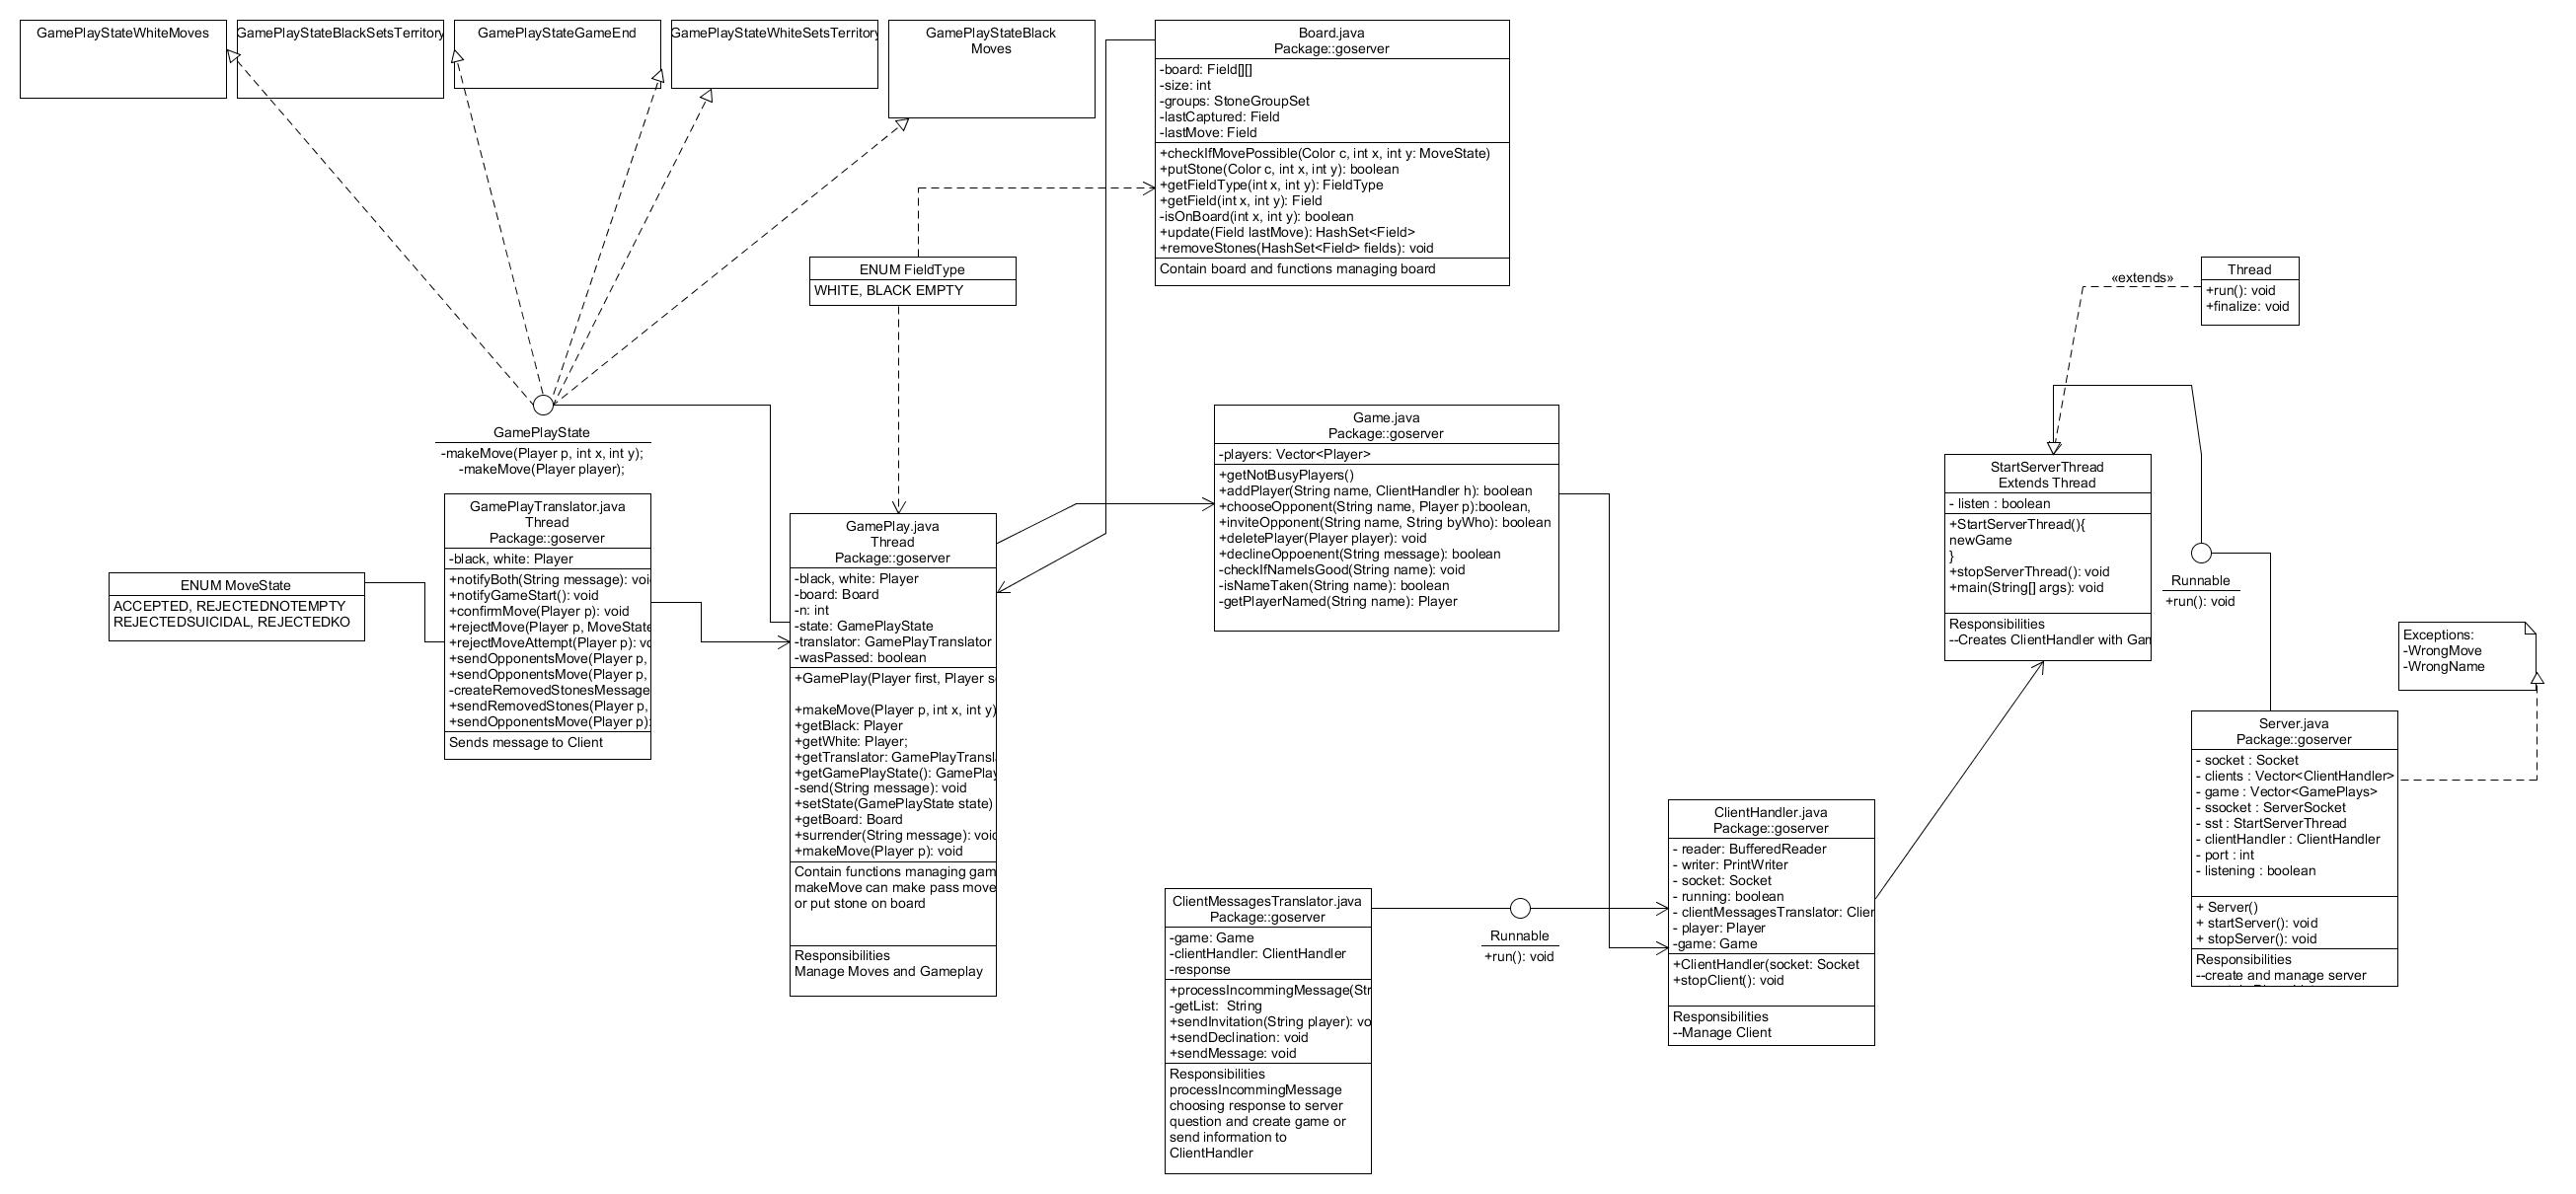 GamePlayStateWhiteMoves
GamePlayStateBlackSetsTerritory
GamePlayStateGameEnd
GamePlayStateWhiteSetsTerritory
GamePlayStateBlack
Moves
Board.java
Package::goserver
-board: Field[][]
-size: int
-groups: StoneGroupSet
-lastCaptured: Field
-lastMove: Field
+checkIfMovePossible(Color c, int x, int y: MoveState)
+putStone(Color c, int x, int y): boolean
+getFieldType(int x, int y): FieldType
+getField(int x, int y): Field
-isOnBoard(int x, int y): boolean
+update(Field lastMove): HashSet<Field>
+removeStones(HashSet<Field> fields): void
Contain board and functions managing board
ENUM FieldType
WHITE, BLACK EMPTY
Thread
+run(): void
+finalize: void
«extends»
GamePlayState
-makeMove(Player p, int x, int y);
-makeMove(Player player);
GamePlayTranslator.java
Thread
Package::goserver
-black, white: Player
+notifyBoth(String message): voi
+notifyGameStart(): void
+confirmMove(Player p): void
+rejectMove(Player p, MoveState
+rejectMoveAttempt(Player p): vo
+sendOpponentsMove(Player p,
+sendOpponentsMove(Player p,
-createRemovedStonesMessage
+sendRemovedStones(Player p,
+sendOpponentsMove(Player p):
Sends message to Client
ENUM MoveState
ACCEPTED, REJECTEDNOTEMPTY
REJECTEDSUICIDAL, REJECTEDKO
GamePlay.java
Thread
Package::goserver
-black, white: Player
-board: Board
-n: int
-state: GamePlayState
-translator: GamePlayTranslator
-wasPassed: boolean
+GamePlay(Player first, Player s
+makeMove(Player p, int x, int y)
+getBlack: Player
+getWhite: Player;
+getTranslator: GamePlayTransl
+getGamePlayState(): GamePlay
-send(String message): void
+setState(GamePlayState state)
+getBoard: Board
+surrender(String message): void
+makeMove(Player p): void
Contain functions managing gam
makeMove can make pass move
or put stone on board
Responsibilities
Manage Moves and Gameplay
Game.java
Package::goserver
-players: Vector<Player>
+getNotBusyPlayers()
+addPlayer(String name, ClientHandler h): boolean
+chooseOpponent(String name, Player p):boolean,
+inviteOpponent(String name, String byWho): boolean
+deletePlayer(Player player): void
+declineOppoenent(String message): boolean
-checkIfNameIsGood(String name): void
-isNameTaken(String name): boolean
-getPlayerNamed(String name): Player
StartServerThread
Extends Thread
- listen : boolean
+StartServerThread(){
newGame
}
+stopServerThread(): void
+main(String[] args): void
Responsibilities
--Creates ClientHandler with Gam
Runnable
+run(): void
Exceptions:
-WrongMove
-WrongName
Server.java
Package::goserver
- socket : Socket
- clients : Vector<ClientHandler>
- game : Vector<GamePlays>
- ssocket : ServerSocket
- sst : StartServerThread
- clientHandler : ClientHandler
- port : int
- listening : boolean
+ Server()
+ startServer(): void
+ stopServer(): void
Responsibilities
--create and manage server
ClientHandler.java
Package::goserver
- reader: BufferedReader
- writer: PrintWriter
- socket: Socket
- running: boolean
- clientMessagesTranslator: Clien
- player: Player
-game: Game
+ClientHandler(socket: Socket
+stopClient(): void
Responsibilities
--Manage Client
Runnable
+run(): void
ClientMessagesTranslator.java
Package::goserver
-game: Game
-clientHandler: ClientHandler
-response
+processIncommingMessage(Str
-getList: String
+sendInvitation(String player): vo
+sendDeclination: void
+sendMessage: void
Responsibilities
processIncommingMessage
choosing response to server
question and create game or
send information to
ClientHandler